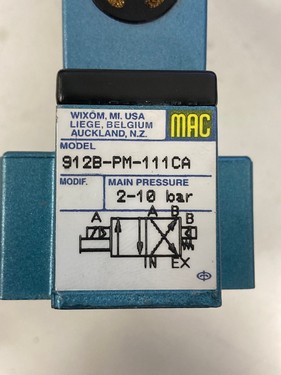 WIXOM, MI. USA
LIEGE, BELGIUM
AUCKLAND, N.Z.
MAC
MODEL
912B-PM-111CA
MODIF.
MAIN PRESSURE
2-10 bar
A B
A B
IN EX